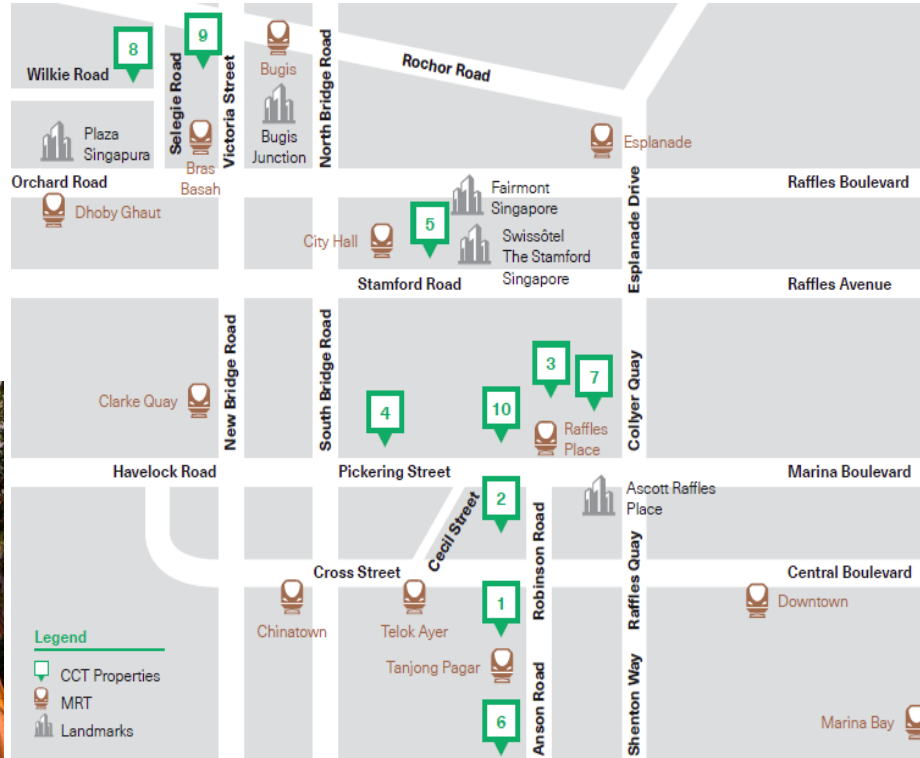 8
9
Wilkie Road
Selegie Road
Victoria Street
Bugis
North Bridge Road
Rochor Road
Plaza
Singapura
Bras
Basah
Bugis
Junction
Esplanade
Orchard Road
Raffles Boulevard
Dhoby Ghaut
City Hall
5
Fairmont
Singapore
Swissôtel
The Stamford
Singapore
Esplanade Drive
Stamford Road
Raffles Avenue
Clarke Quay
New Bridge Road
South Bridge Road
4
10
3
7
Raffles
Place
Collyer Quay
Havelock Road
Pickering Street
Marina Boulevard
2
Cecil Street
Robinson Road
Ascott Raffles
Place
Raffles Quay
Cross Street
Central Boulevard
Chinatown
Telok Ayer
1
Downtown
Tanjong Pagar
6
Anson Road
Shenton Way
Marina Bay
Legend
CCT Properties
MRT
Landmarks